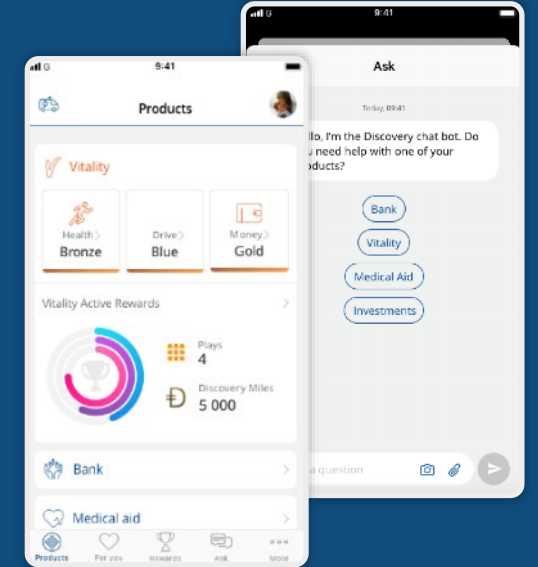 9:41
Products
Vitality
Health
Bronze
Drive
Blue
Money
Gold
Vitality Active Rewards
Plays
4
Discovery Miles
5 000
Bank
Medical aid
Products
For you
Rewards
Ask
More
9:41
Ask
Today, 09:41
llo, I'm the Discovery chat bot. Do
u need help with one of your
oducts?
Bank
Vitality
Medical Aid
Investments
a question